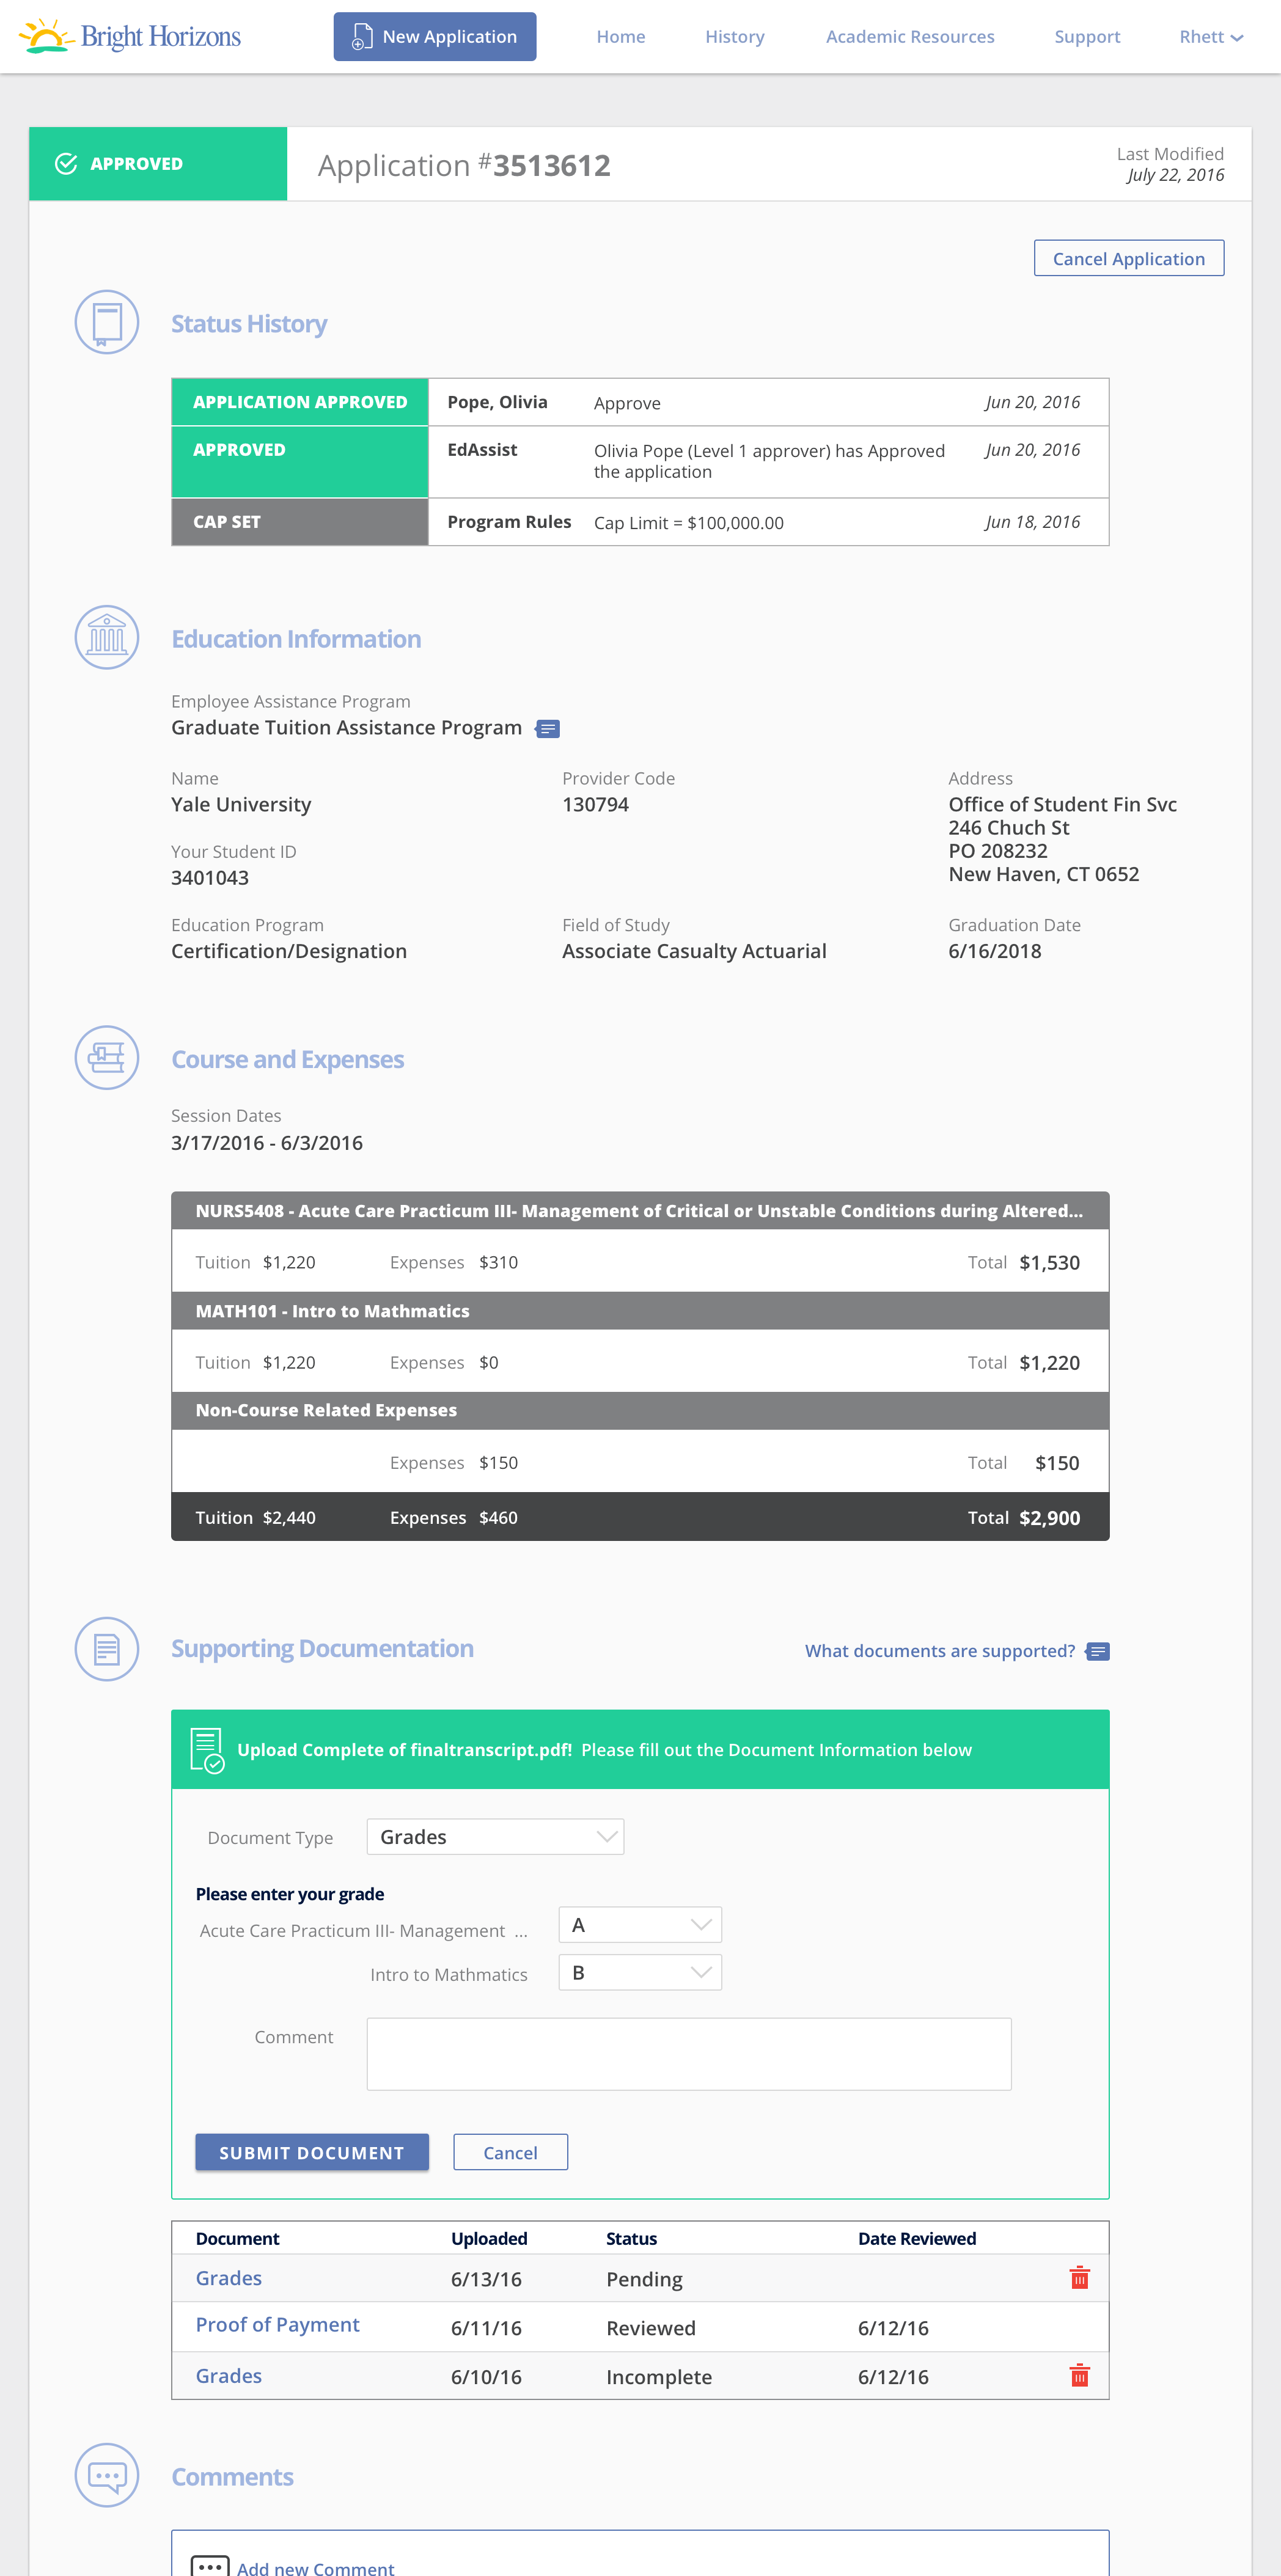 Bright Horizons
New Application
Home
History
Academic Resources
Support
Rhett
APPROVED
Application #3513612
Last Modified
July 22, 2016
Cancel Application
Status History
APPLICATION APPROVED Pope, Olivia Approve Jun 20, 2016
APPROVED EdAssist Olivia Pope (Level 1 approver) has Approved Jun 20, 2016
the application
CAP SET Program Rules Cap Limit = $100,000.00 Jun 18, 2016
Education Information
Employee Assistance Program
Graduate Tuition Assistance Program
Name Provider Code Address
Yale University 130794 Office of Student Fin Svc
246 Chuch St
Your Student ID PO 208232
3401043 New Haven, CT 0652
Education Program Field of Study Graduation Date
Certification/Designation Associate Casualty Actuarial 6/16/2018
Course and Expenses
Session Dates
3/17/2016 - 6/3/2016
NURS5408 - Acute Care Practicum III- Management of Critical or Unstable Conditions during Altered...
Tuition $1,220 Expenses $310 Total $1,530
MATH101 - Intro to Mathmatics
Tuition $1,220 Expenses $0 Total $1,220
Non-Course Related Expenses
Expenses $150 Total $150
Tuition $2,440 Expenses $460 Total $2,900
Supporting Documentation What documents are supported?
Upload Complete of finaltranscript.pdf! Please fill out the Document Information below
Document Type Grades
Please enter your grade
Acute Care Practicum III- Management ... A
Intro to Mathmatics B
Comment
SUBMIT DOCUMENT Cancel
Document Uploaded Status Date Reviewed
Grades 6/13/16 Pending
Proof of Payment 6/11/16 Reviewed 6/12/16
Grades 6/10/16 Incomplete 6/12/16
Comments
Add new Comment